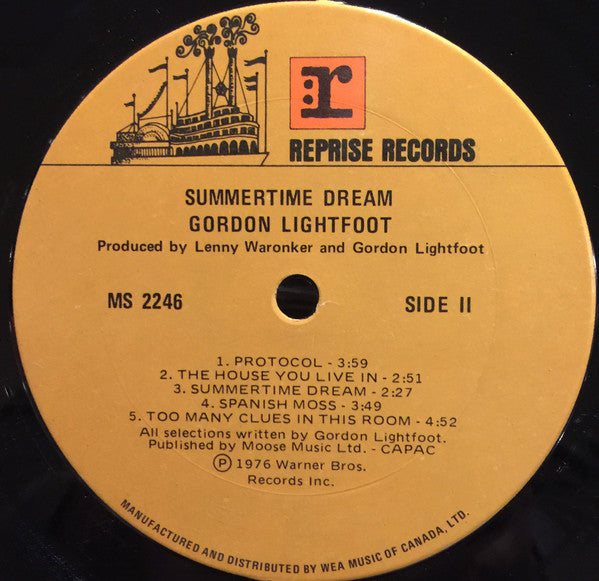 r
REPRISE RECORDS
SUMMERTIME DREAM
GORDON LIGHTFOOT
Produced by Lenny Waronker and Gordon Lightfoot
MS 2246
SIDE II
1. PROTOCOL - 3:59
2. THE HOUSE YOU LIVE IN - 2:51
3. SUMMERTIME DREAM - 2:27
4. SPANISH MOSS - 3:49
5. TOO MANY CLUES IN THIS ROOM - 4:52
All selections written by Gordon Lightfoot.
Published by Moose Music Ltd. - CAPAC
℗ 1976 Warner Bros.
Records Inc.
MANUFACTURED AND DISTRIBUTED BY WEA MUSIC OF CANADA, LTD.